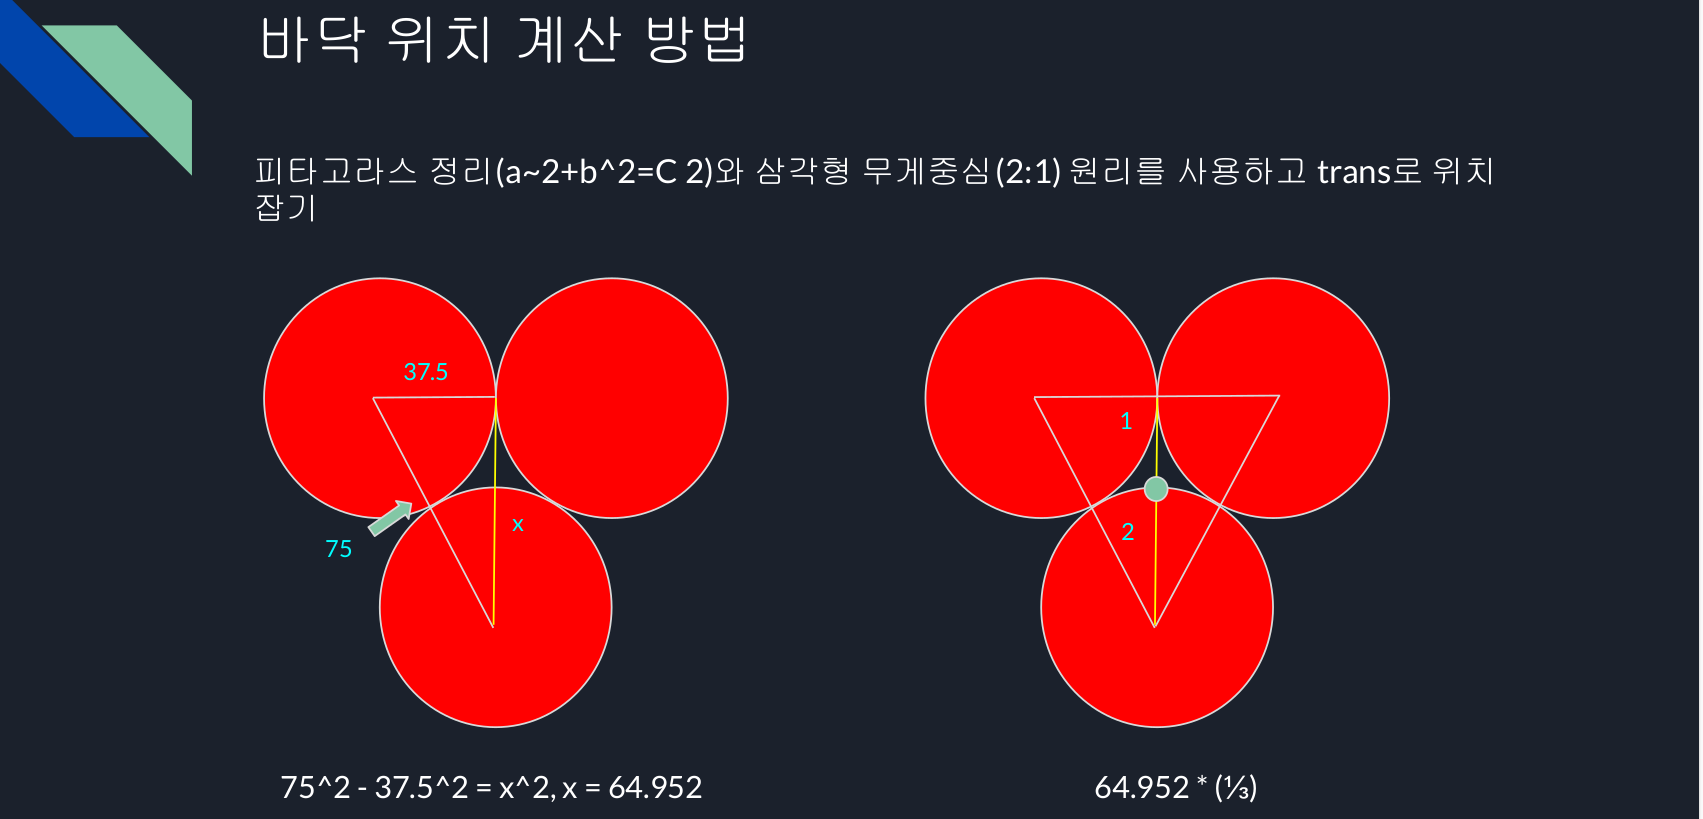 바닥 위치 계산 방법
피타고라스 정리(a~2+b^2=C 2)와 삼각형 무게중심(2:1) 원리를 사용하고 trans로 위치
잡기
37.5
75
x
1
2
75^2 - 37.5^2 = x^2, x = 64.952
64.952 * (⅓)